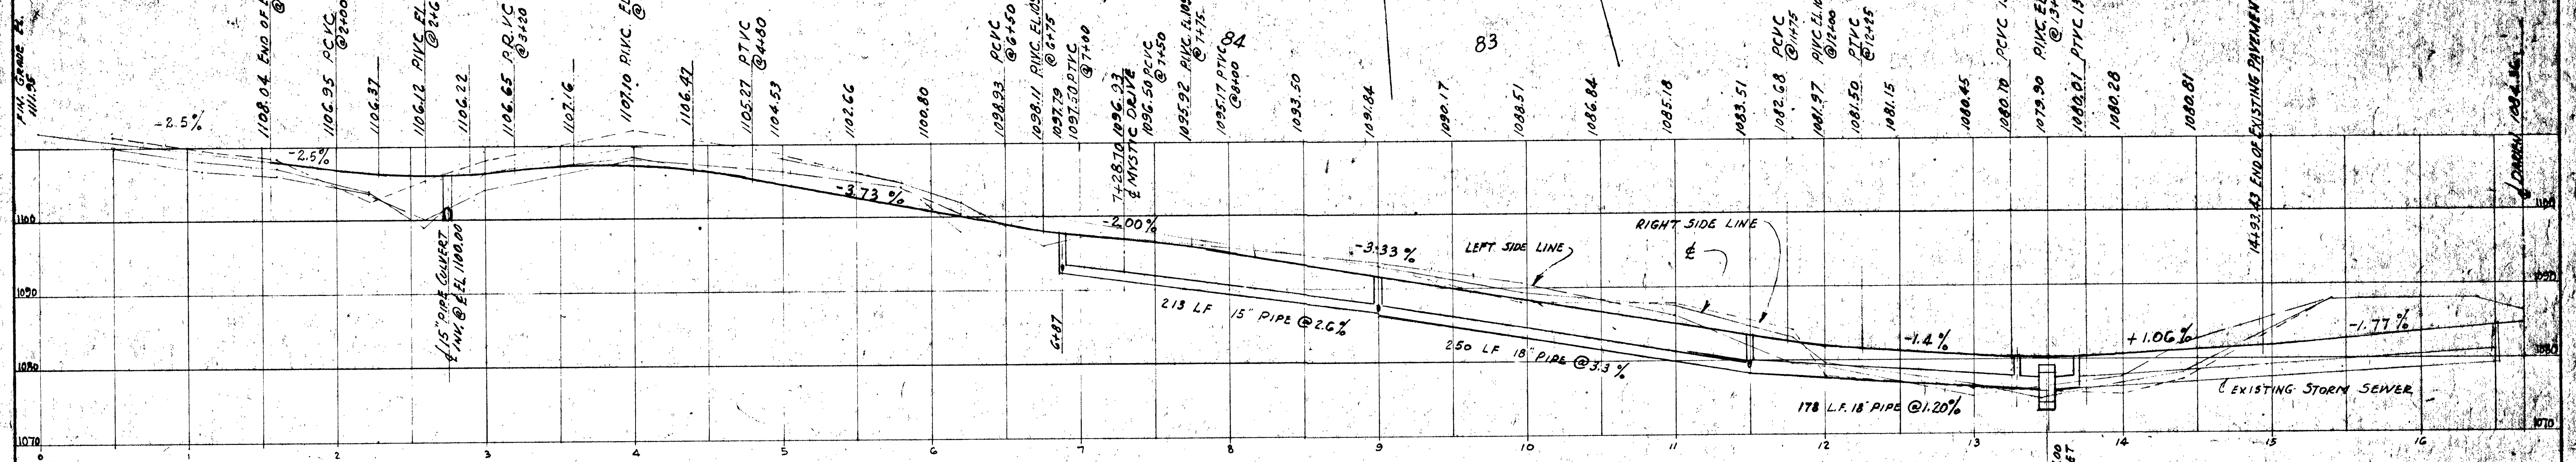 FIN. GRADE EL.
1111.95
1108.04 END OF
1106.95 PCVC
@ 2+00
1106.37
1106.12 PIVC EL
1106.22
1106.65 P.R.VC
@ 3+20
1107.16
1107.10 P.I.V.C.
1106.47
1105.27 PTVC
@ 4+80
1104.53
1102.66
1100.80
1098.93 PCVC
@ 6+50
1098.11 P.I.V.C. EL.
@ 6+75
1097.79
1097.50 PTVC
@ 7+00
7+28.70 1096.93
℄ MYSTIC DRIVE
1096.50 PCVC
@ 7+50
1095.92 P.I.V.C. EL.
@ 7+75
1095.17 PTVC
@ 8+00
84
83
1093.50
1091.84
1090.17
1088.51
1086.84
1085.18
1083.51
1082.68 PCVC
@ 11+75
1081.97 PIVC EL.
@ 12+00
1081.50 PTVC
@ 12+25
1081.15
1080.45
1080.10 PCVC
1079.90 P.I.V.C.
1080.01 PTVC
1080.28
1080.81
14+93.43 END OF EXISTING PAVEMENT
℄ DARREN
-2.5%
-2.5%
-3.73 %
-2.00%
-3.33 %
LEFT SIDE LINE
RIGHT SIDE LINE
℄
-1.4 %
+1.06 %
-1.77 %
1100
1090
1080
1070
1100
1090
1080
1070
℄ 15" PIPE CULVERT
INV. @ ℄ EL 1100.00
6+87
213 LF 15" PIPE @ 2.6%
250 LF 18" PIPE @ 3.3 %
178 L.F. 18" PIPE @ 1.20%
℄ EXISTING STORM SEWER
0 1 2 3 4 5 6 7 8 9 10 11 12 13 14 15 16